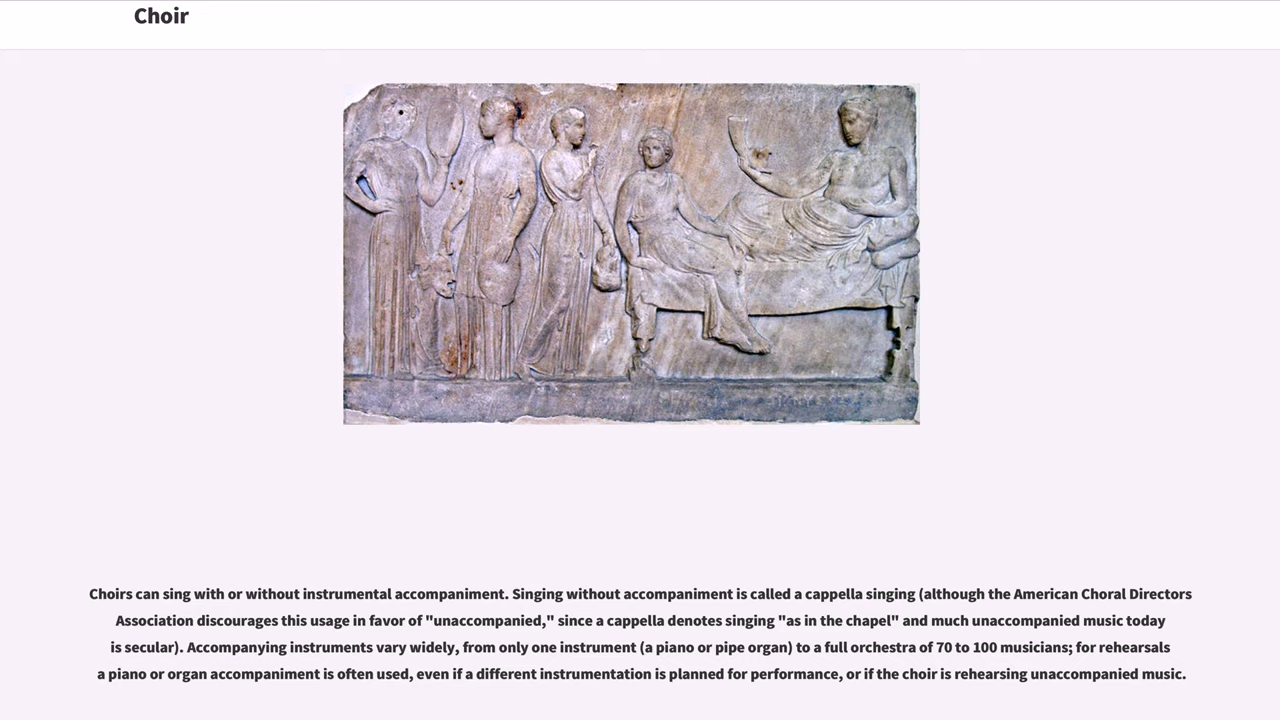 Choir
Choirs can sing with or without instrumental accompaniment. Singing without accompaniment is called a cappella singing (although the American Choral Directors
Association discourages this usage in favor of "unaccompanied," since a cappella denotes singing "as in the chapel" and much unaccompanied music today
is secular). Accompanying instruments vary widely, from only one instrument (a piano or pipe organ) to a full orchestra of 70 to 100 musicians; for rehearsals
a piano or organ accompaniment is often used, even if a different instrumentation is planned for performance, or if the choir is rehearsing unaccompanied music.